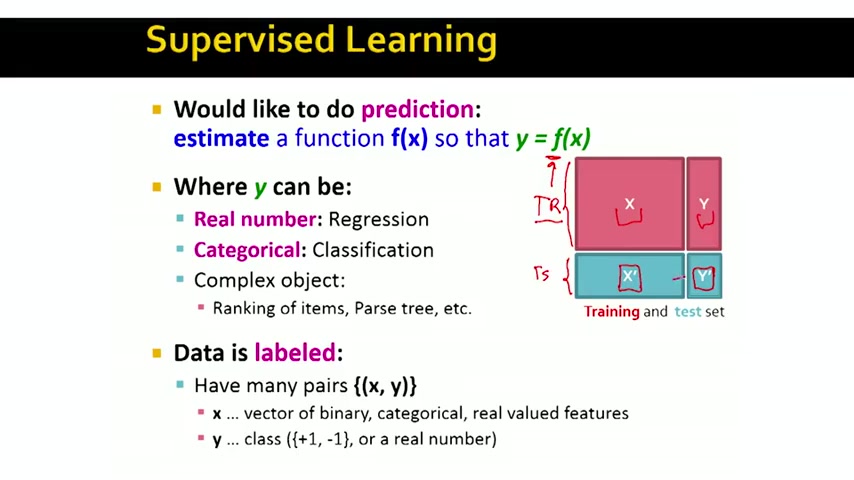 Supervised Learning
Would like to do prediction:
estimate a function f(x) so that y = f(x)
Where y can be:
Real number: Regression
Categorical: Classification
Complex object:
Ranking of items, Parse tree, etc.
TR
X
Y
Ts
X'
Y'
Training and test set
Data is labeled:
Have many pairs {(x, y)}
x ... vector of binary, categorical, real valued features
y ... class ({+1, -1}, or a real number)